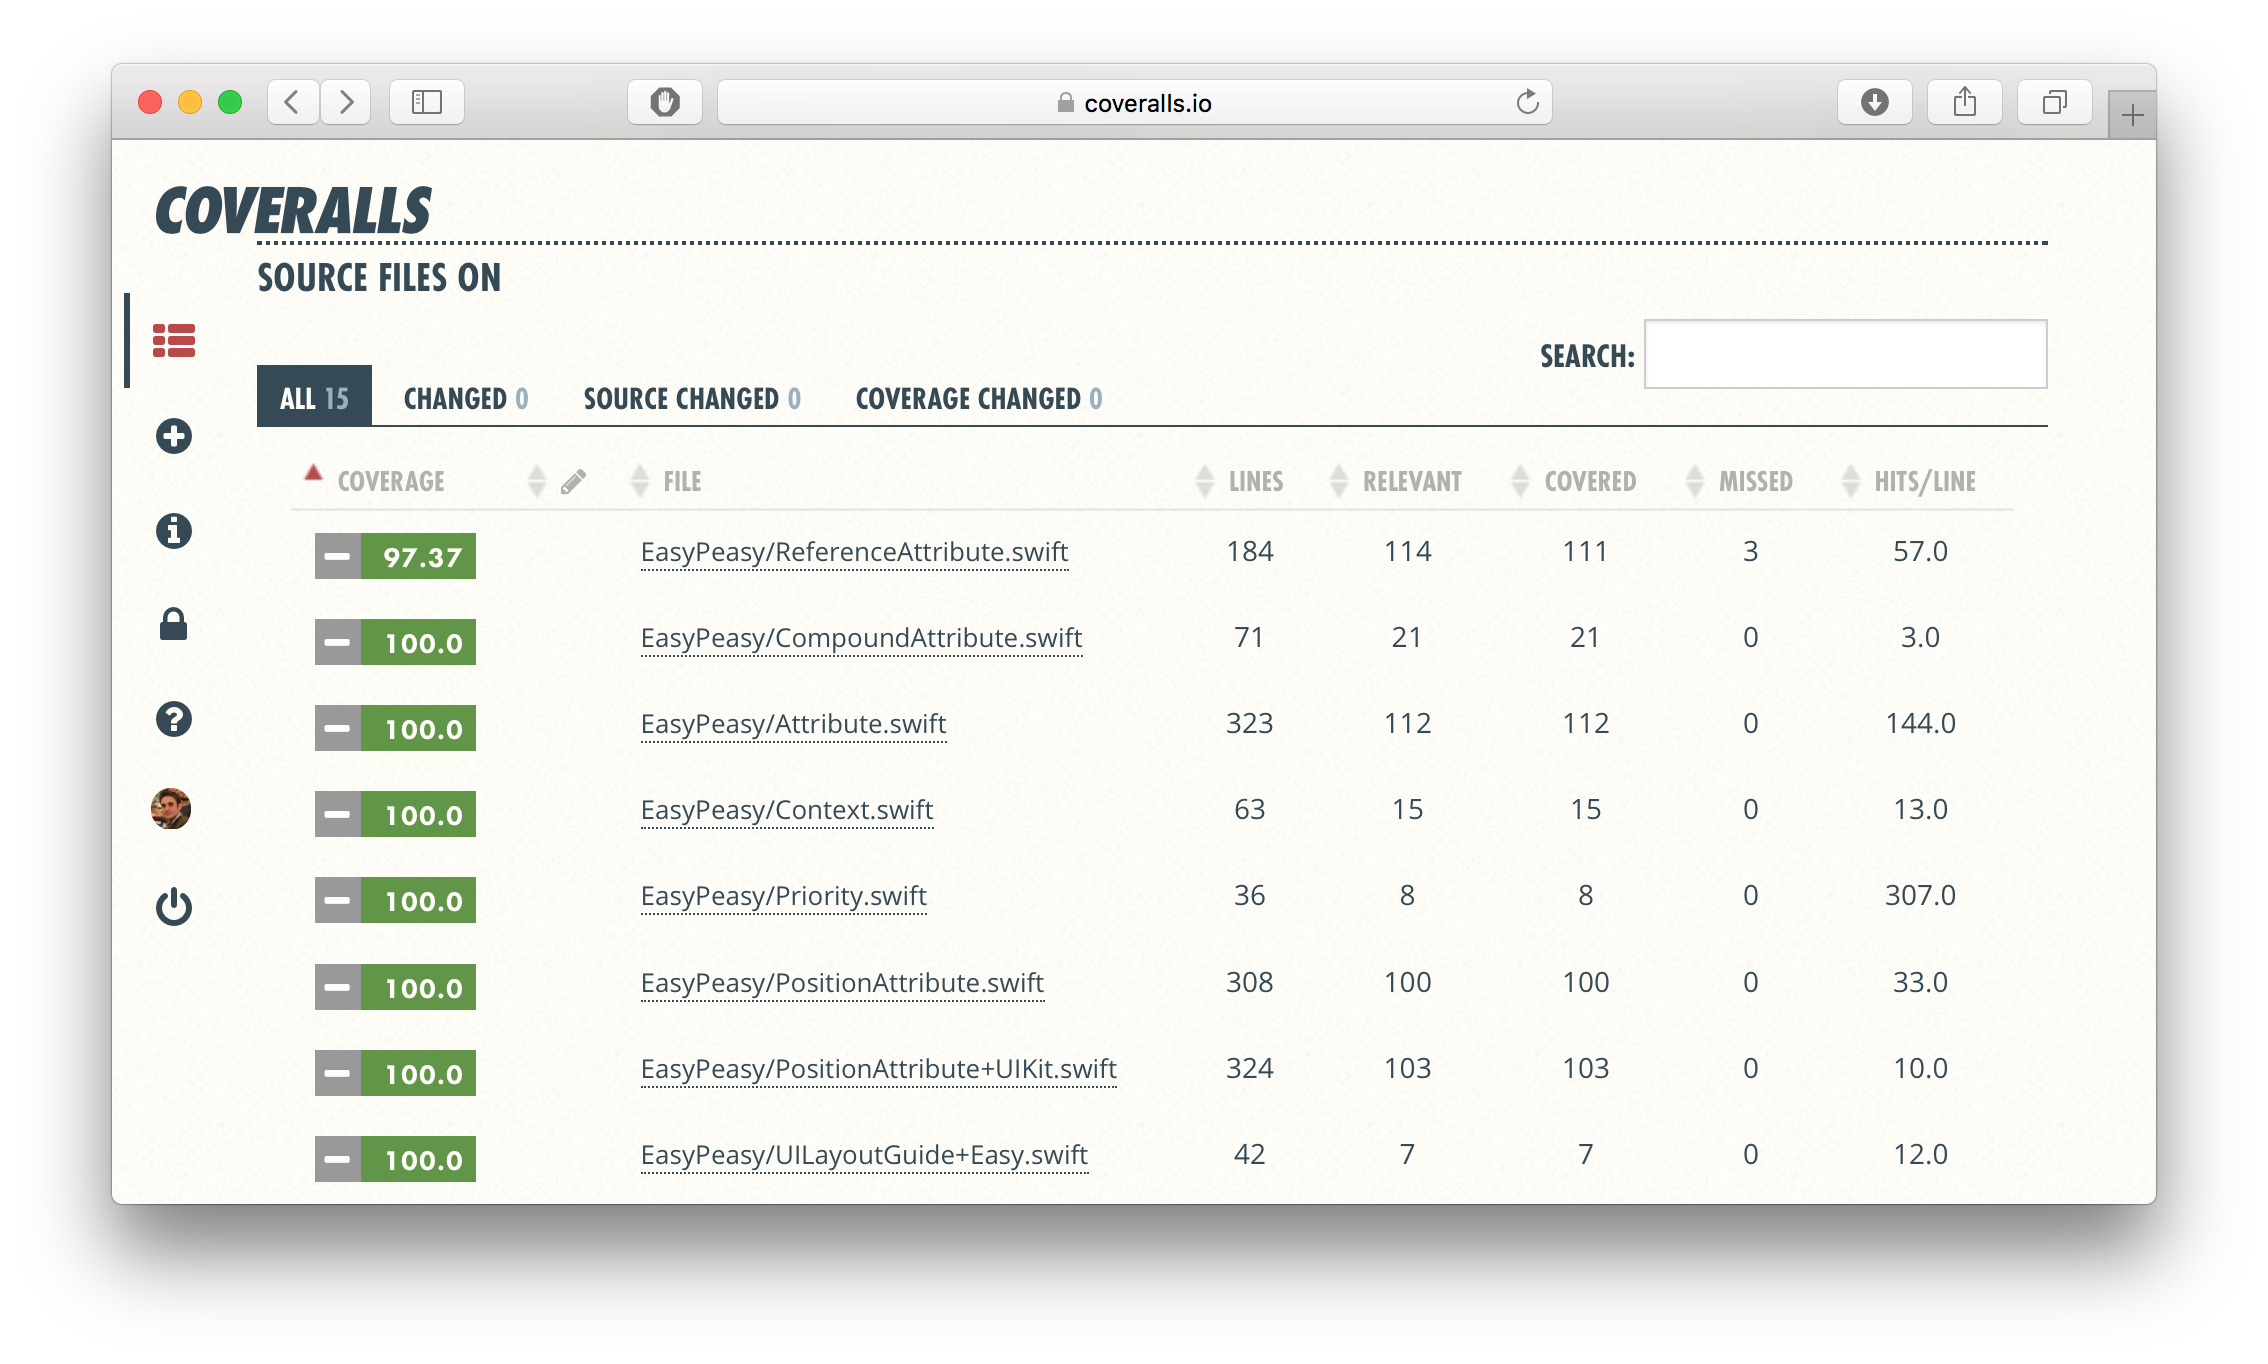 coveralls.io
COVERALLS
SOURCE FILES ON
SEARCH:
ALL 15 CHANGED 0 SOURCE CHANGED 0 COVERAGE CHANGED 0
COVERAGE FILE LINES RELEVANT COVERED MISSED HITS/LINE
97.37 EasyPeasy/ReferenceAttribute.swift 184 114 111 3 57.0
100.0 EasyPeasy/CompoundAttribute.swift 71 21 21 0 3.0
100.0 EasyPeasy/Attribute.swift 323 112 112 0 144.0
100.0 EasyPeasy/Context.swift 63 15 15 0 13.0
100.0 EasyPeasy/Priority.swift 36 8 8 0 307.0
100.0 EasyPeasy/PositionAttribute.swift 308 100 100 0 33.0
100.0 EasyPeasy/PositionAttribute+UIKit.swift 324 103 103 0 10.0
100.0 EasyPeasy/UILayoutGuide+Easy.swift 42 7 7 0 12.0